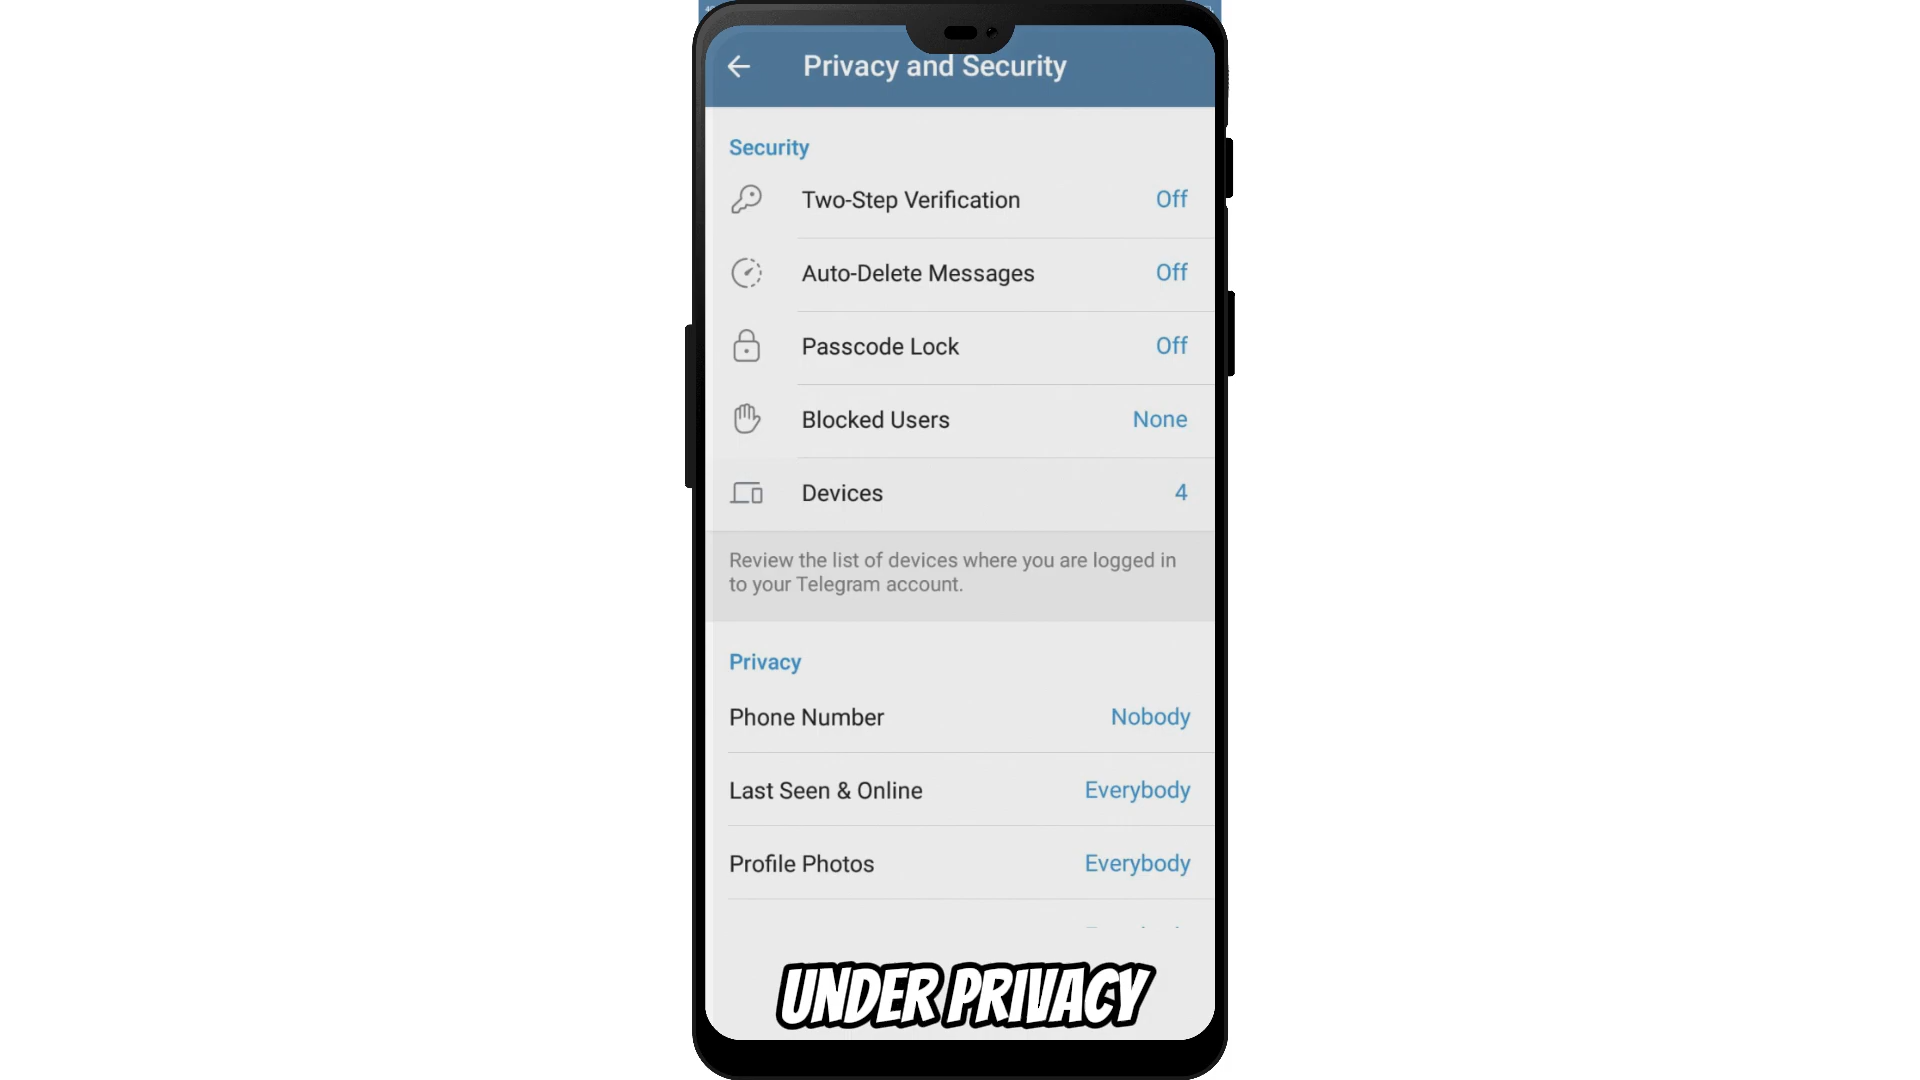 Privacy and Security
Security
Two-Step Verification Off
Auto-Delete Messages Off
Passcode Lock Off
Blocked Users None
Devices 4
Review the list of devices where you are logged in
to your Telegram account.
Privacy
Phone Number Nobody
Last Seen & Online Everybody
Profile Photos Everybody
UNDER PRIVACY